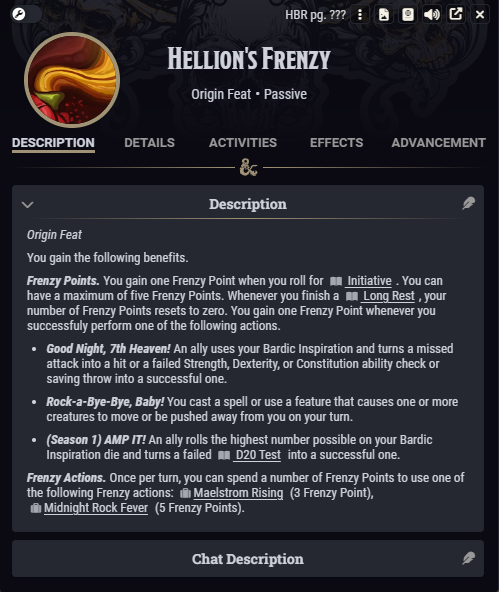 HBR pg. ???
Hellion's Frenzy
Origin Feat • Passive
DESCRIPTION DETAILS ACTIVITIES EFFECTS ADVANCEMENT
Description
Origin Feat
You gain the following benefits.
Frenzy Points. You gain one Frenzy Point when you roll for Initiative . You can
have a maximum of five Frenzy Points. Whenever you finish a Long Rest , your
number of Frenzy Points resets to zero. You gain one Frenzy Point whenever you
successfuly perform one of the following actions.
• Good Night, 7th Heaven! An ally uses your Bardic Inspiration and turns a missed
attack into a hit or a failed Strength, Dexterity, or Constitution ability check or
saving throw into a successful one.
• Rock-a-Bye-Bye, Baby! You cast a spell or use a feature that causes one or more
creatures to move or be pushed away from you on your turn.
• (Season 1) AMP IT! An ally rolls the highest number possible on your Bardic
Inspiration die and turns a failed D20 Test into a successful one.
Frenzy Actions. Once per turn, you can spend a number of Frenzy Points to use one of
the following Frenzy actions: Maelstrom Rising (3 Frenzy Point),
Midnight Rock Fever (5 Frenzy Points).
Chat Description